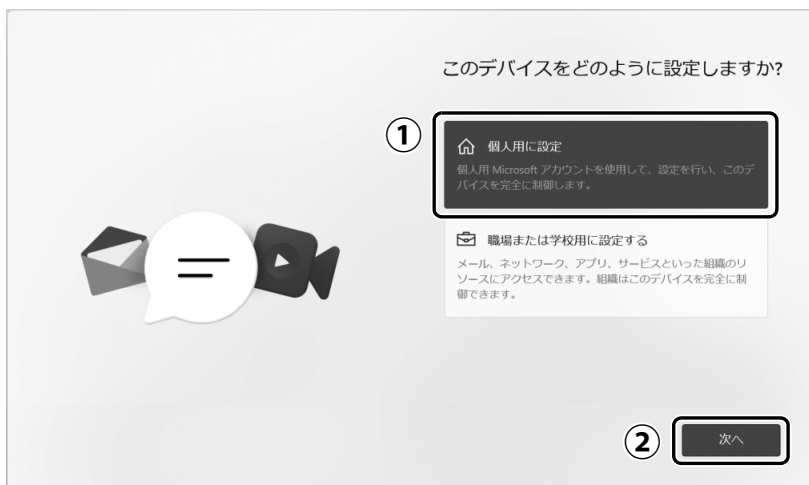 このデバイスをどのように設定しますか?
①
個人用に設定
個人用 Microsoft アカウントを使用して、設定を行い、このデ
バイスを完全に制御します。
職場または学校用に設定する
メール、ネットワーク、アプリ、サービスといった組織のリ
ソースにアクセスできます。組織はこのデバイスを完全に制
御できます。
②
次へ